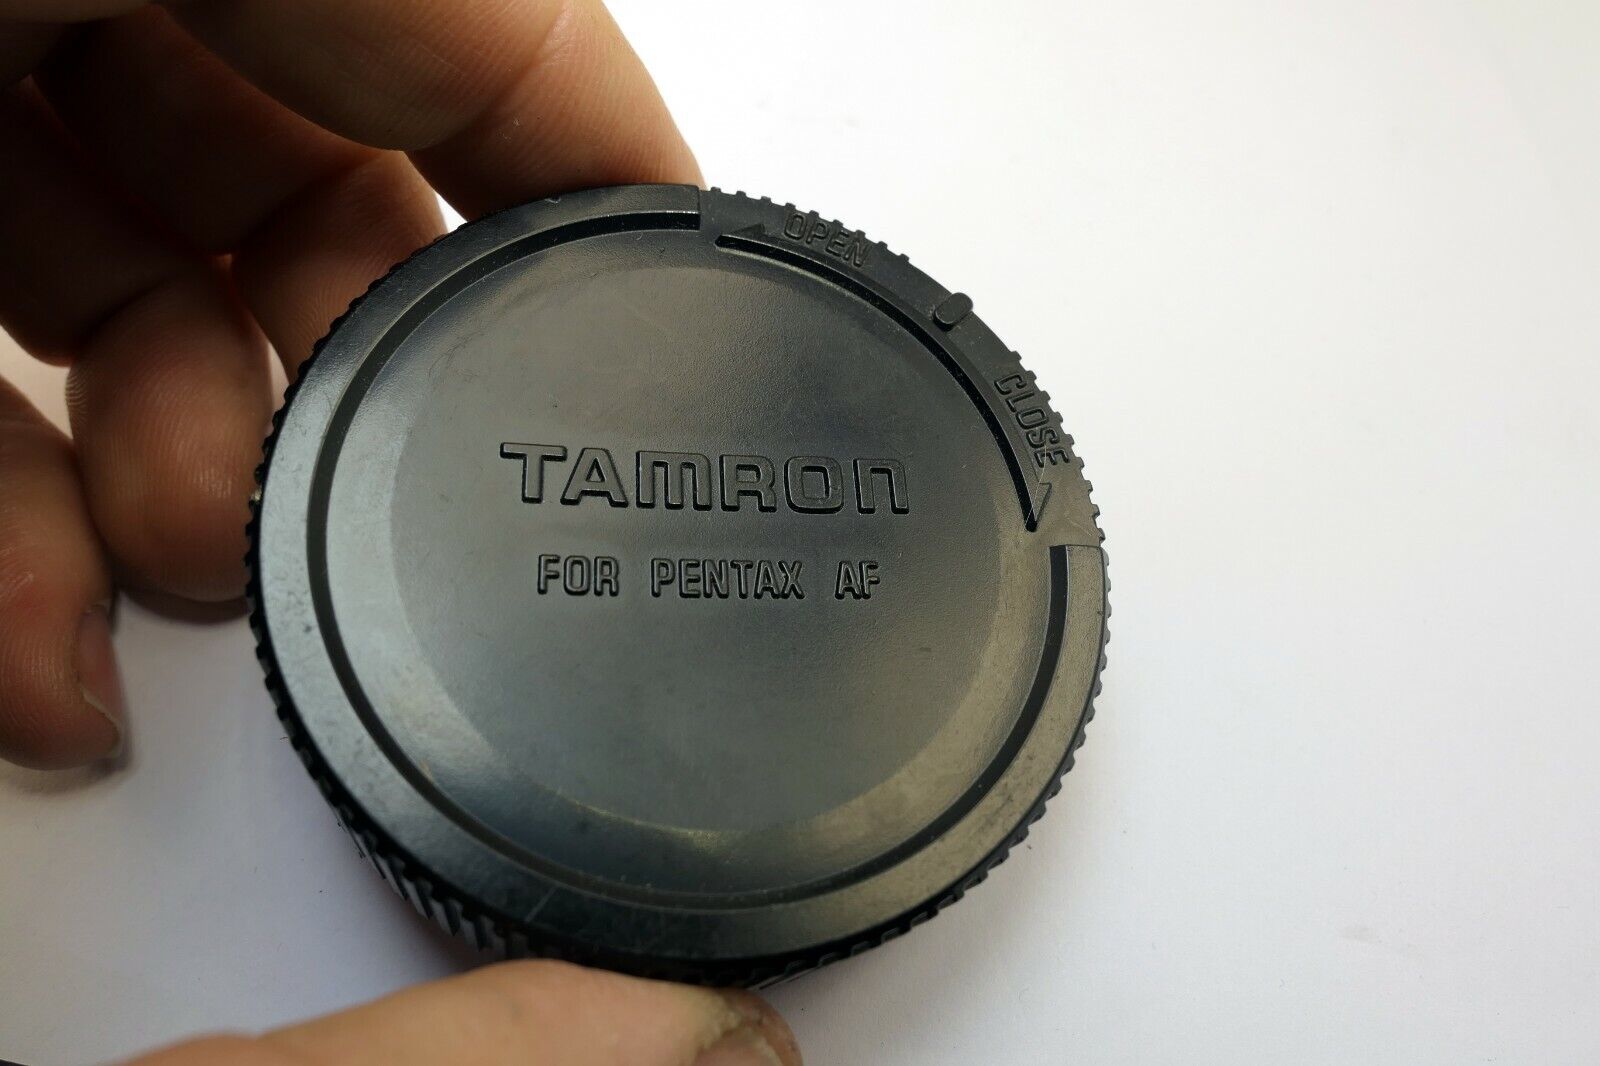 OPEN
CLOSE
TAMRON
FOR PENTAX AF